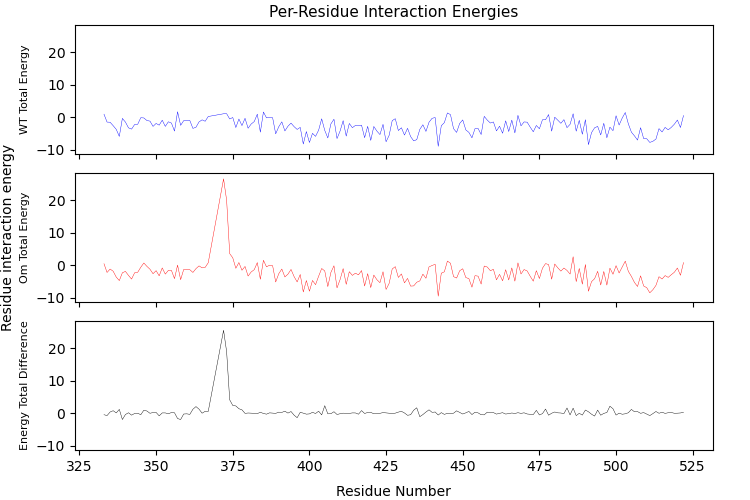 Per-Residue Interaction Energies
Residue interaction energy
WT Total Energy
20
10
0
−10
Om Total Energy
20
10
0
−10
Energy Total Difference
20
10
0
−10
325 350 375 400 425 450 475 500 525
Residue Number